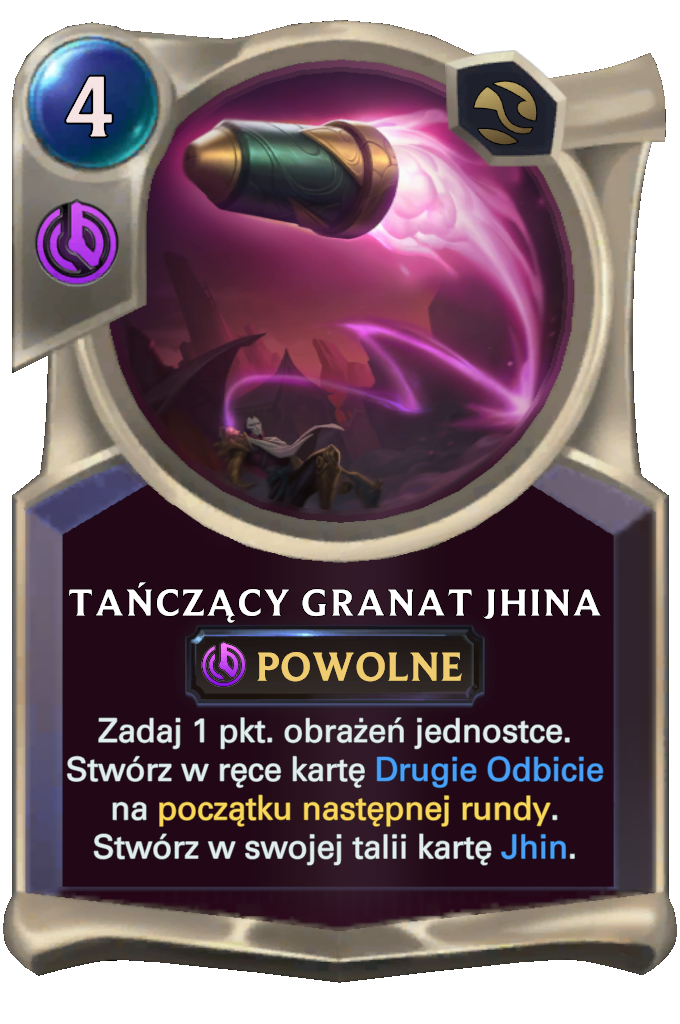 4
TAŃCZĄCY GRANAT JHINA
POWOLNE
Zadaj 1 pkt. obrażeń jednostce.
Stwórz w ręce kartę Drugie Odbicie
na początku następnej rundy.
Stwórz w swojej talii kartę Jhin.